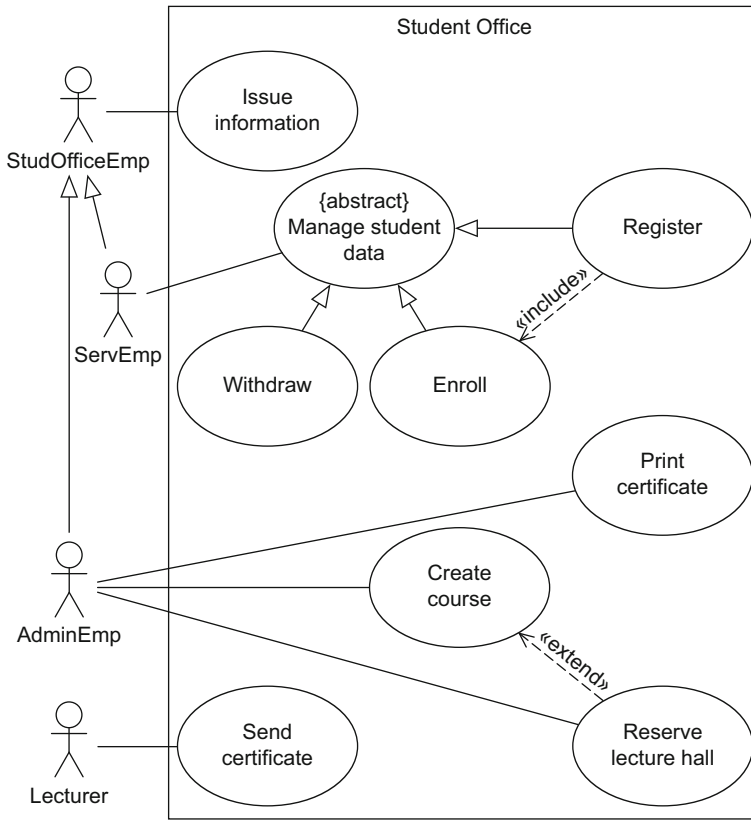 Student Office
Issue
information
StudOfficeEmp
{abstract}
Manage student
data
Register
«include»
ServEmp
Withdraw
Enroll
Print
certificate
Create
course
AdminEmp
«extend»
Send
certificate
Reserve
lecture hall
Lecturer